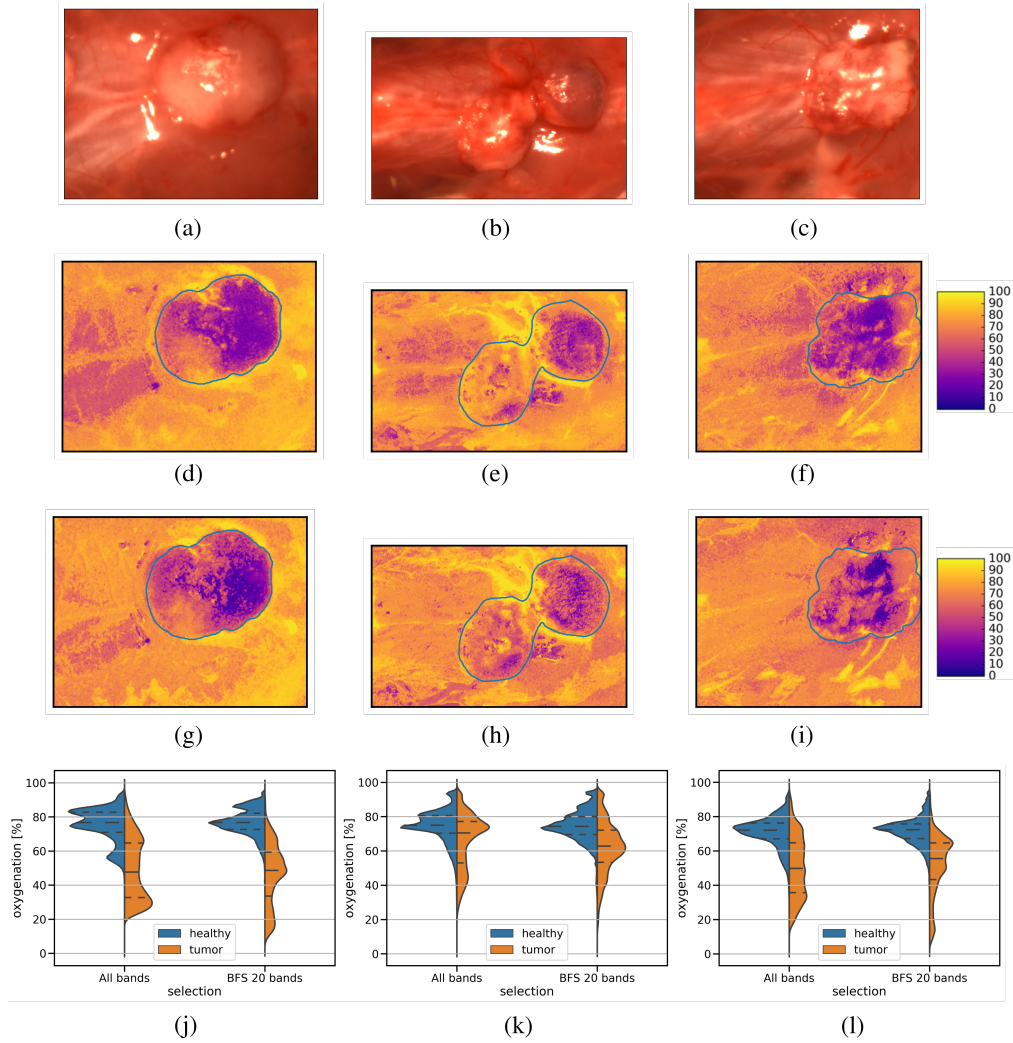 (a) (b) (c)
100
90
80
70
60
50
40
30
20
10
0
(d) (e) (f)
100
90
80
70
60
50
40
30
20
10
0
(g) (h) (i)
100
80
60
40
20
0
oxygenation [%]
healthy
tumor
All bands BFS 20 bands
selection
100
80
60
40
20
0
oxygenation [%]
healthy
tumor
All bands BFS 20 bands
selection
100
80
60
40
20
0
oxygenation [%]
healthy
tumor
All bands BFS 20 bands
selection
(j) (k) (l)